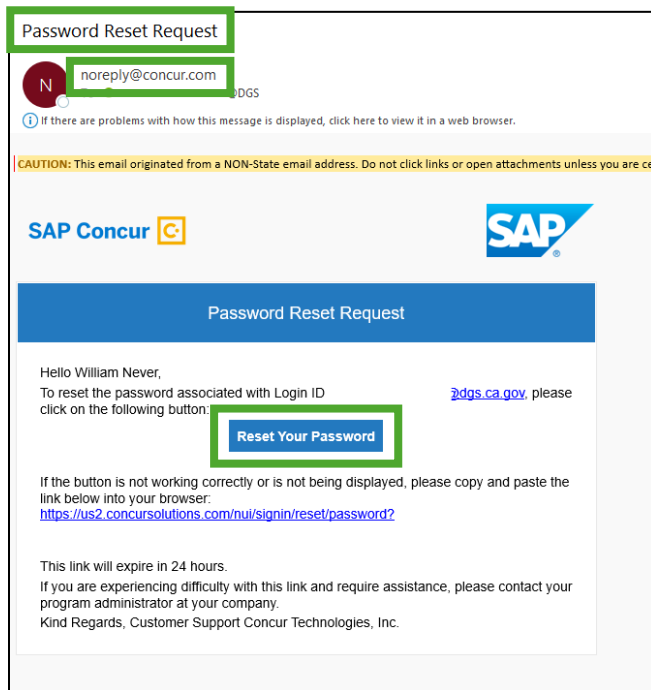 Password Reset Request
N
noreply@concur.com
DGS
If there are problems with how this message is displayed, click here to view it in a web browser.
CAUTION: This email originated from a NON-State email address. Do not click links or open attachments unless you are ce
SAP Concur C
SAP
Password Reset Request
Hello William Never,
To reset the password associated with Login ID @dgs.ca.gov, please
click on the following button:
Reset Your Password
If the button is not working correctly or is not being displayed, please copy and paste the
link below into your browser:
https://us2.concursolutions.com/nui/signin/reset/password?
This link will expire in 24 hours.
If you are experiencing difficulty with this link and require assistance, please contact your
program administrator at your company.
Kind Regards, Customer Support Concur Technologies, Inc.